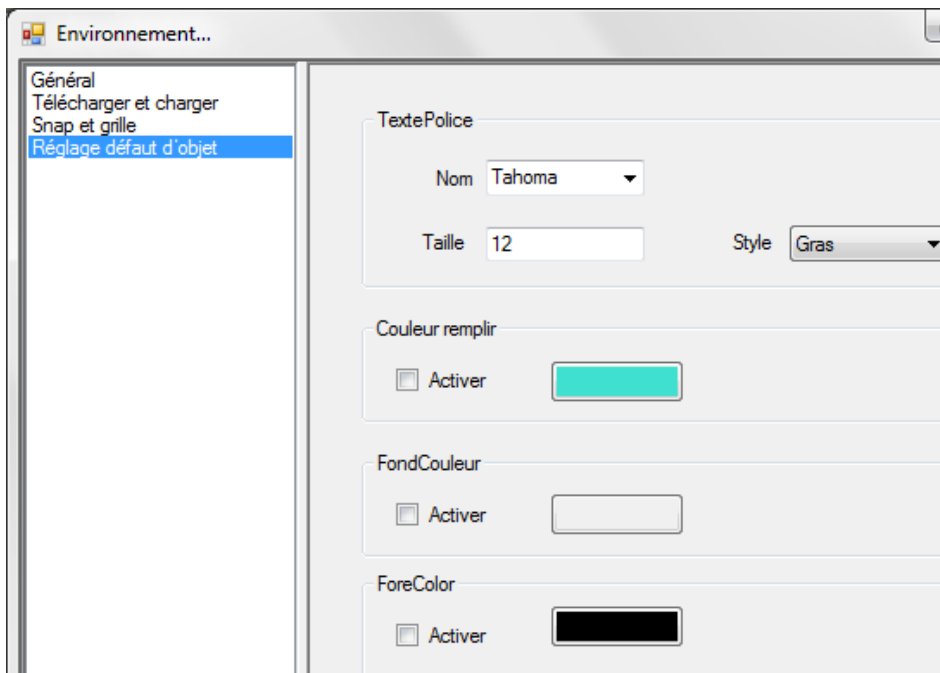 Environnement...
Général
Télécharger et charger
Snap et grille
Réglage défaut d'objet
TextePolice
Nom Tahoma
Taille 12 Style Gras
Couleur remplir
Activer
FondCouleur
Activer
ForeColor
Activer